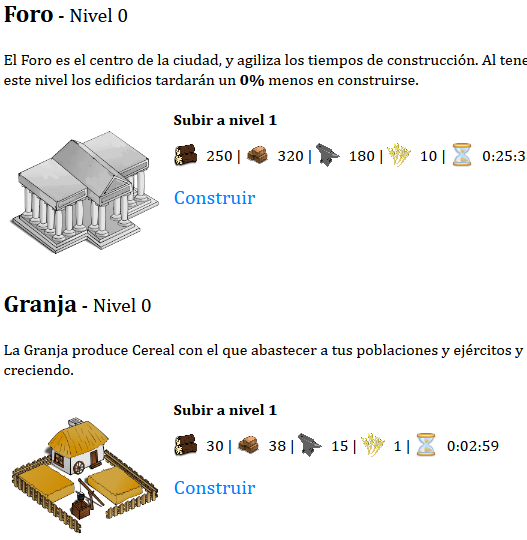 Foro - Nivel 0
El Foro es el centro de la ciudad, y agiliza los tiempos de construcción. Al tene
este nivel los edificios tardarán un 0% menos en construirse.
Subir a nivel 1
250 | 320 | 180 | 10 | 0:25:3
Construir
Granja - Nivel 0
La Granja produce Cereal con el que abastecer a tus poblaciones y ejércitos y
creciendo.
Subir a nivel 1
30 | 38 | 15 | 1 | 0:02:59
Construir